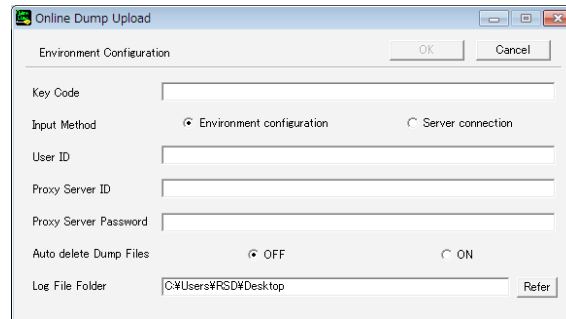 Online Dump Upload
Environment Configuration OK Cancel
Key Code
Input Method Environment configuration Server connection
User ID
Proxy Server ID
Proxy Server Password
Auto delete Dump Files OFF ON
Log File Folder C:¥Users¥RSD¥Desktop Refer